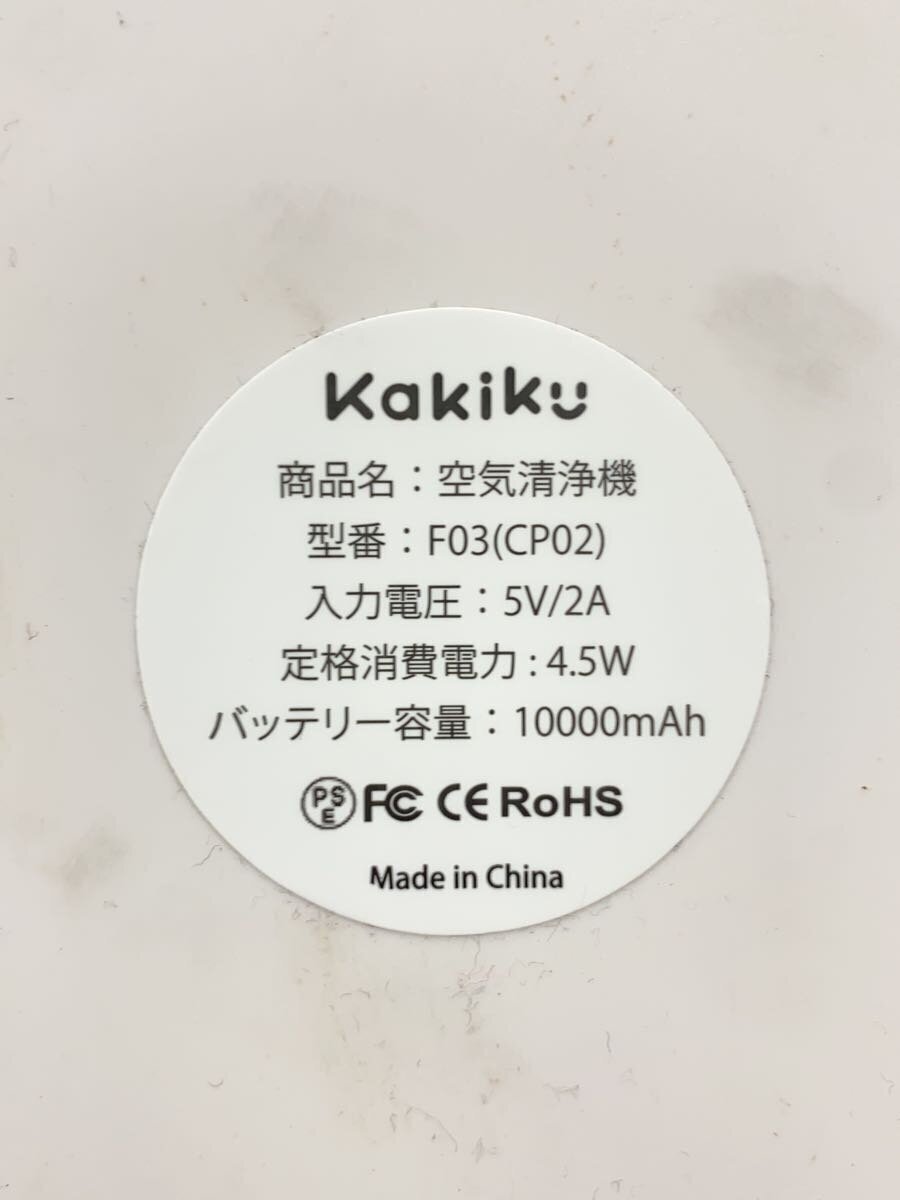 Kakiku
商品名：空気清浄機
型番：F03(CP02)
入力電圧：5V/2A
定格消費電力:4.5W
バッテリー容量：10000mAh
PSE FC CE RoHS
Made in China